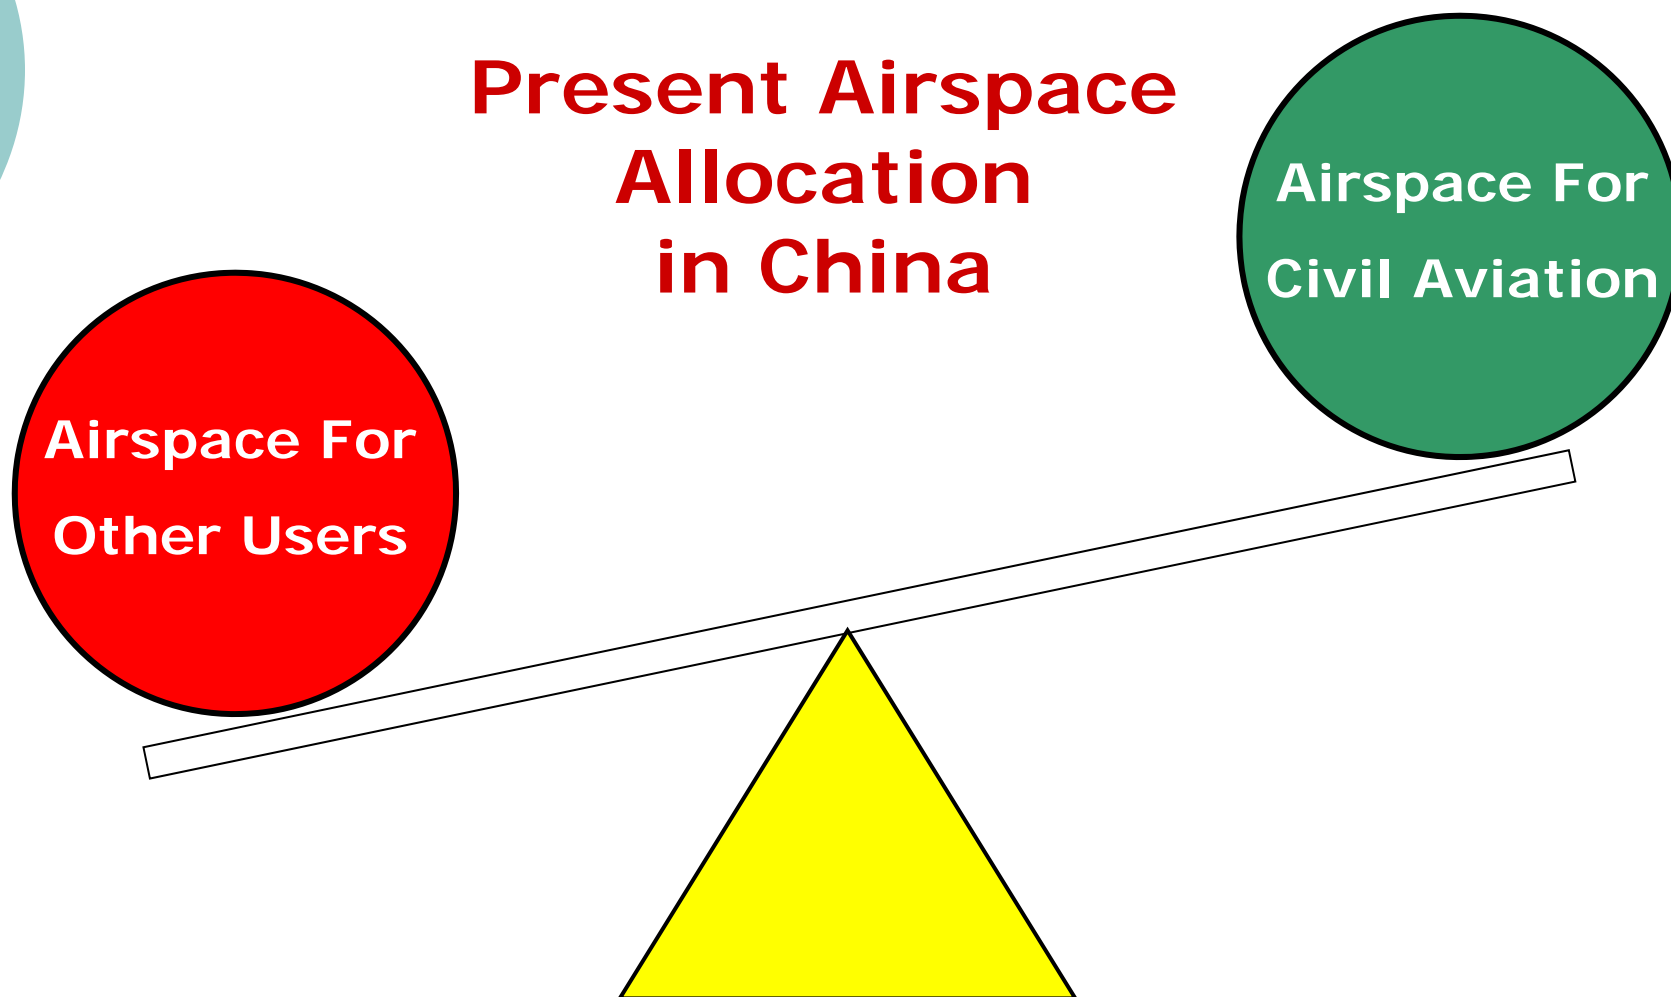 Present Airspace
Allocation
in China
Airspace For
Civil Aviation
Airspace For
Other Users